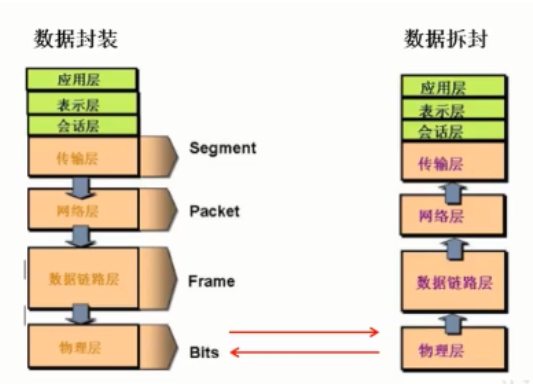 数据封装
应用层
表示层
会话层
传输层
Segment
网络层
Packet
数据链路层
Frame
物理层
Bits
数据拆封
应用层
表示层
会话层
传输层
网络层
数据链路层
物理层